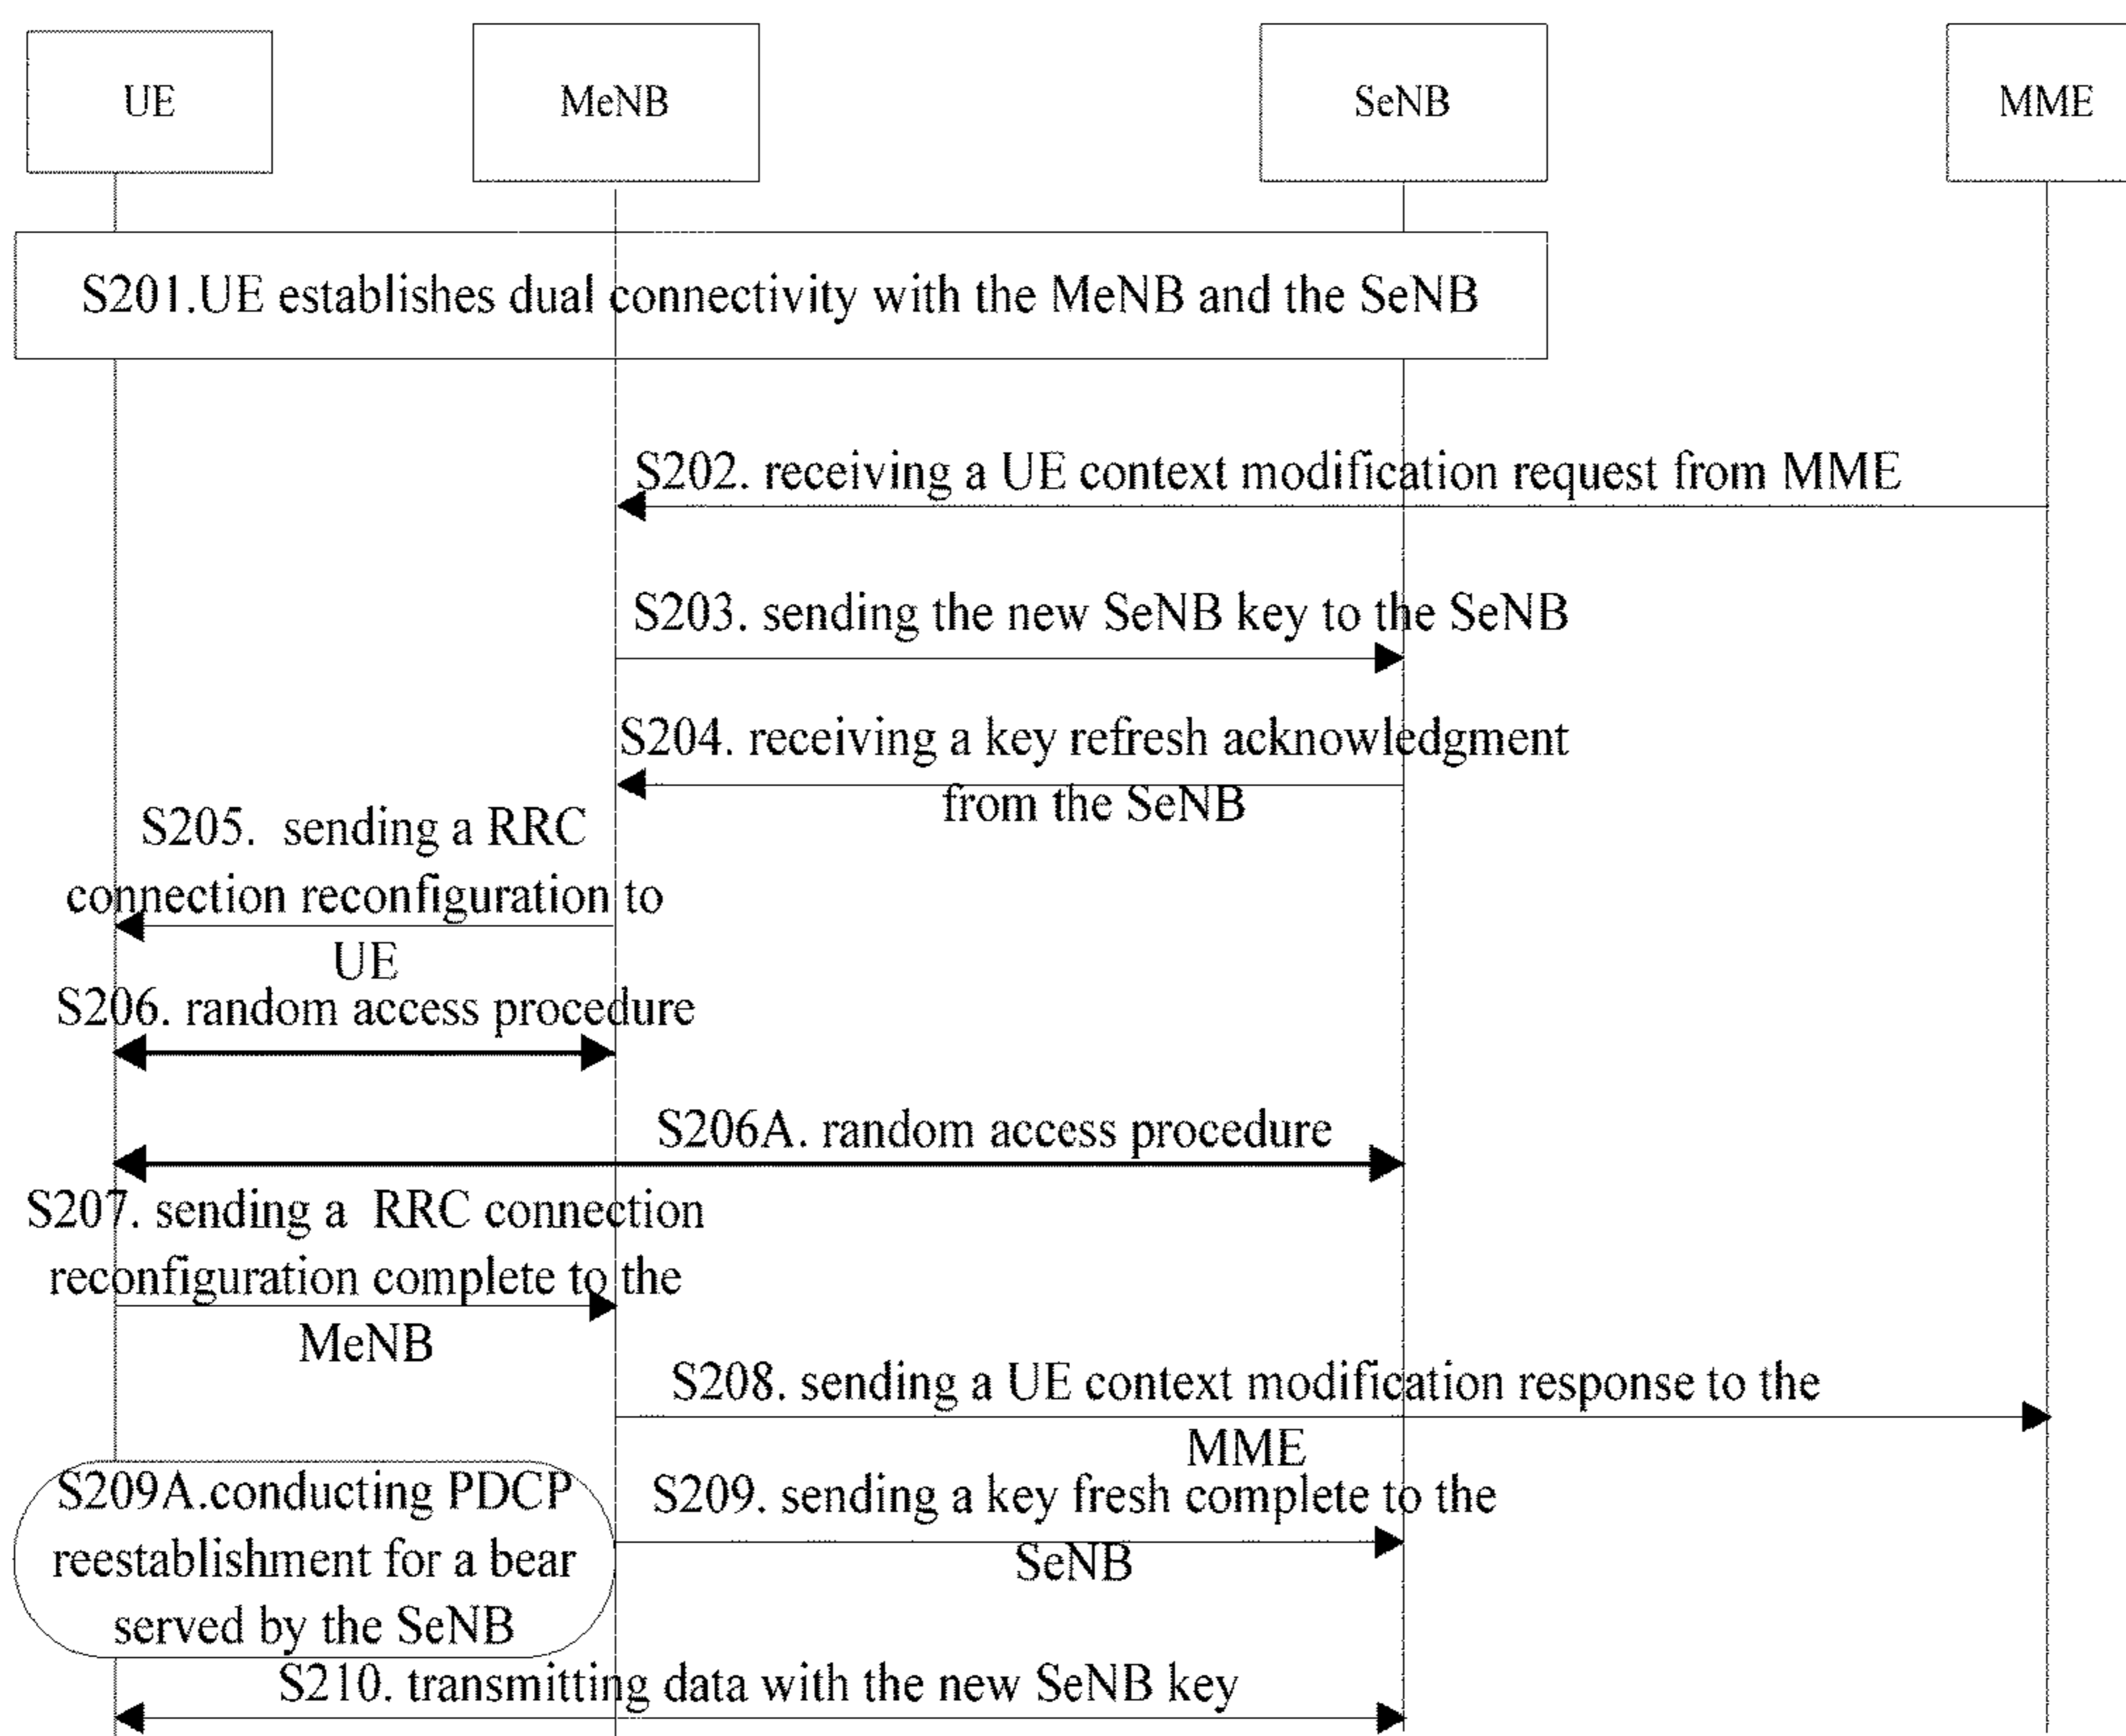 UE
MeNB
SeNB
MME
S201.UE establishes dual connectivity with the MeNB and the SeNB
S202. receiving a UE context modification request from MME
S203. sending the new SeNB key to the SeNB
S204. receiving a key refresh acknowledgment
from the SeNB
S205. sending a RRC
connection reconfiguration to
UE
S206. random access procedure
S206A. random access procedure
S207. sending a RRC connection
reconfiguration complete to the
MeNB
S208. sending a UE context modification response to the
MME
S209A.conducting PDCP
reestablishment for a bear
served by the SeNB
S209. sending a key fresh complete to the
SeNB
S210. transmitting data with the new SeNB key